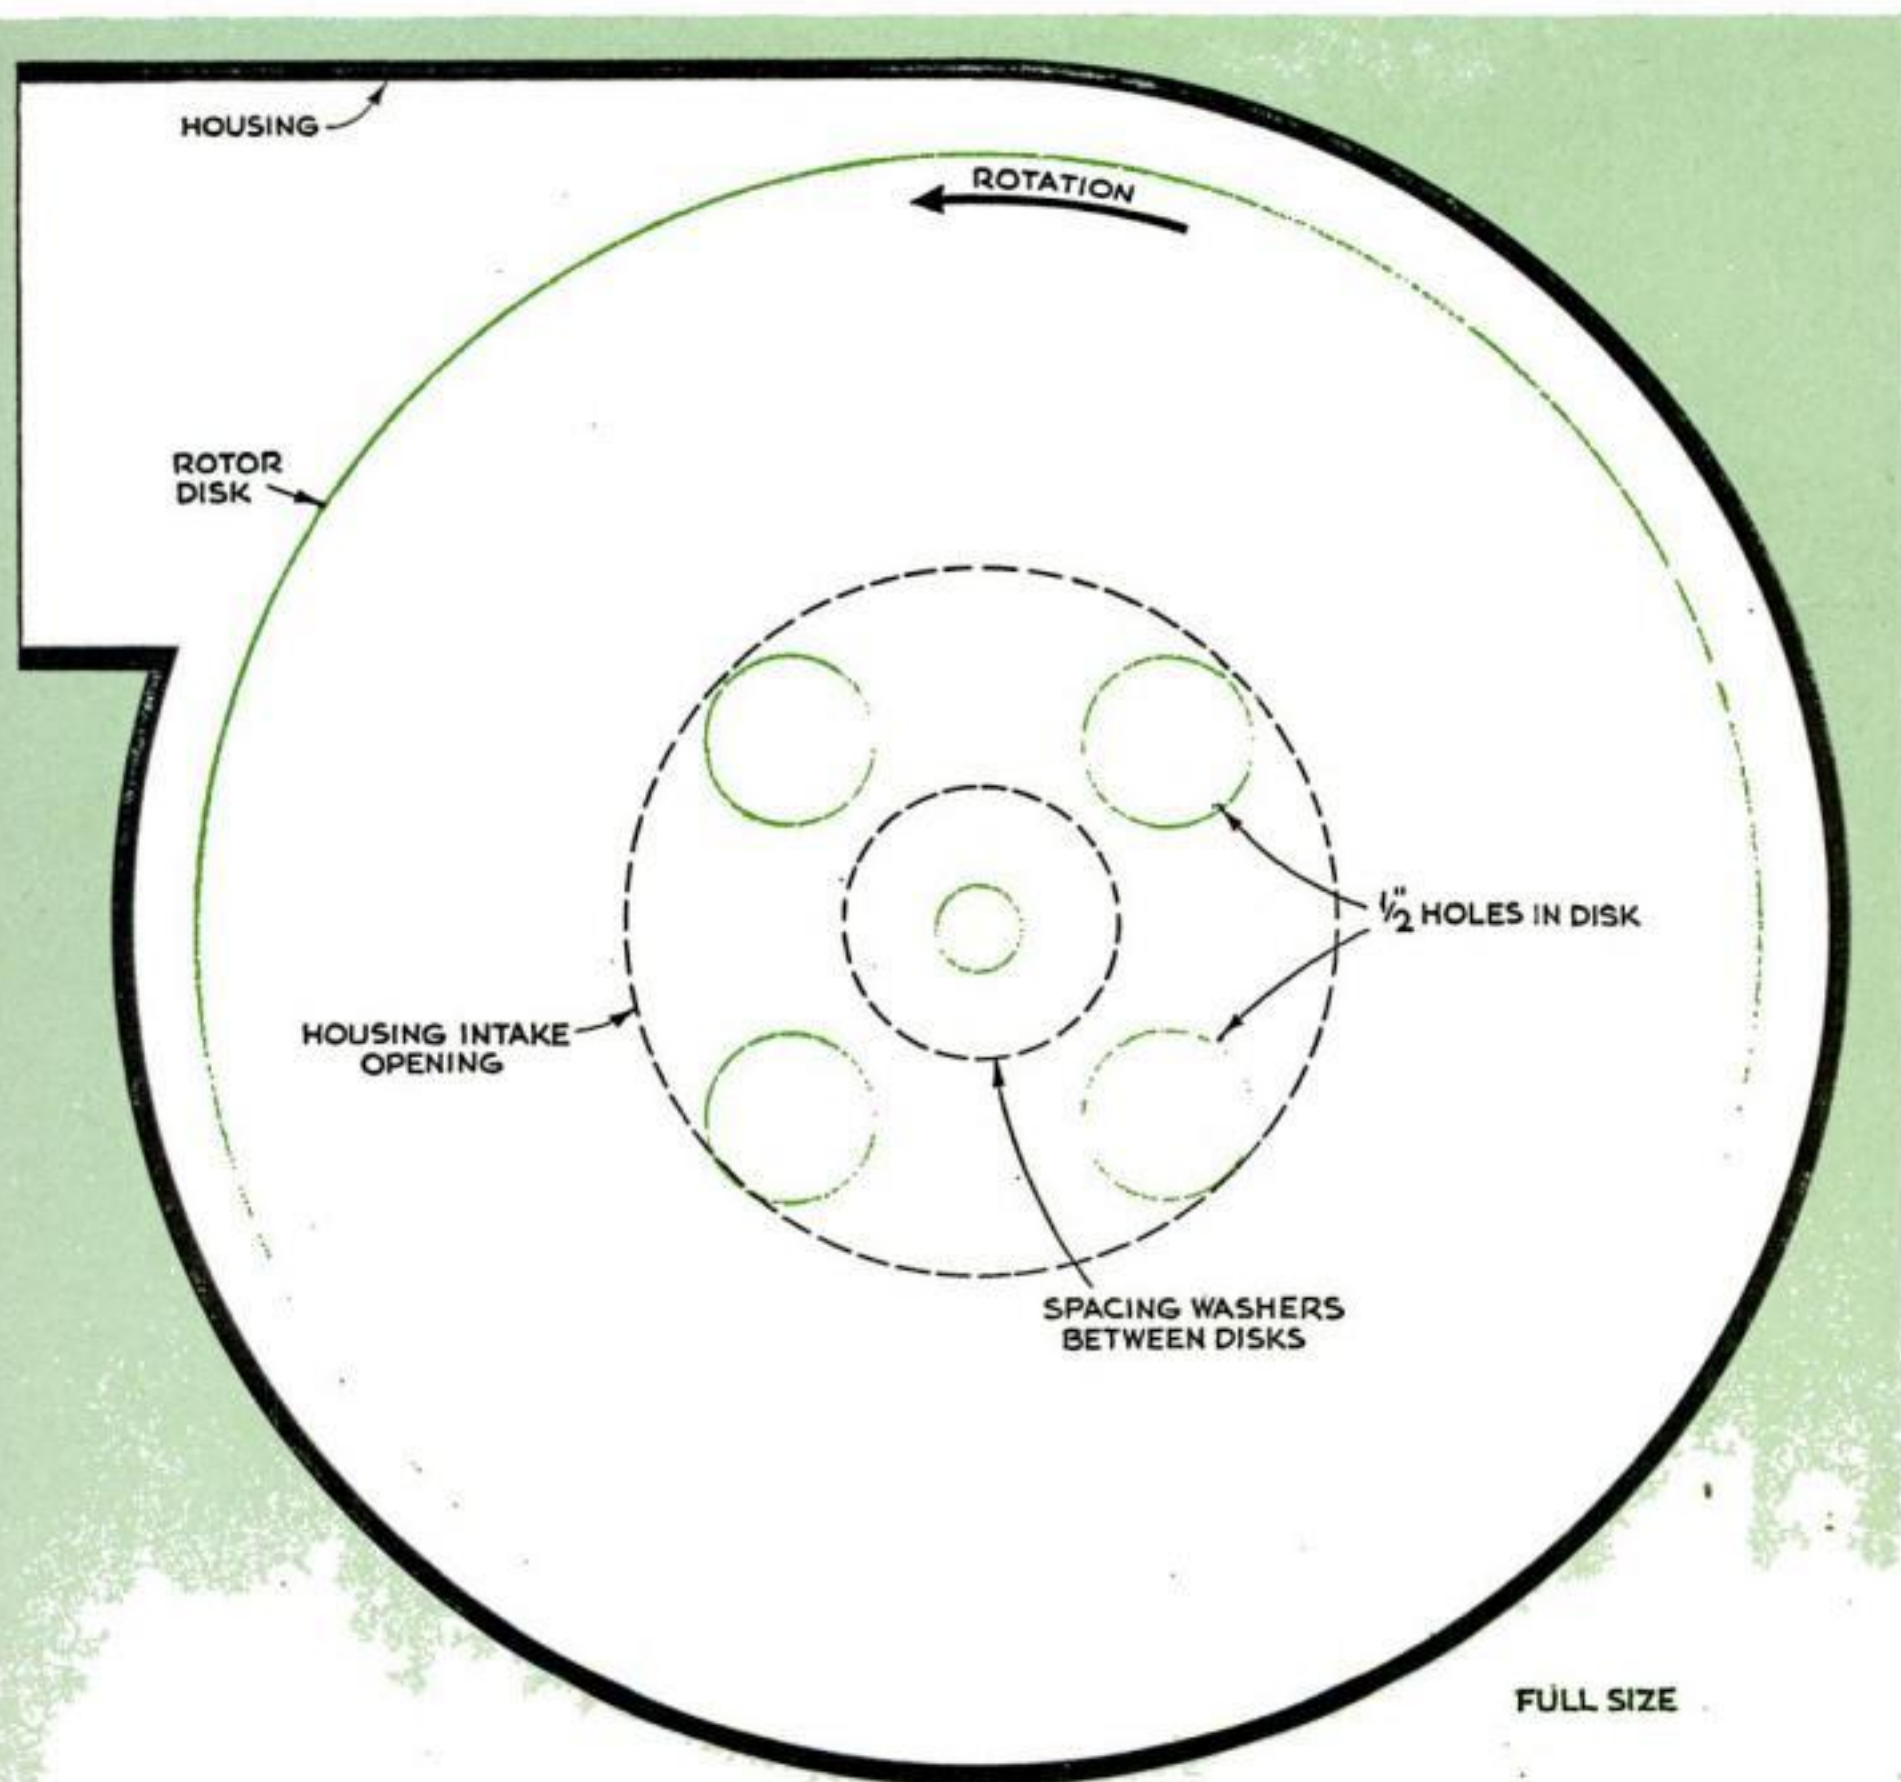 HOUSING
ROTATION
ROTOR
DISK
1/2" HOLES IN DISK
HOUSING INTAKE
OPENING
SPACING WASHERS
BETWEEN DISKS
FULL SIZE